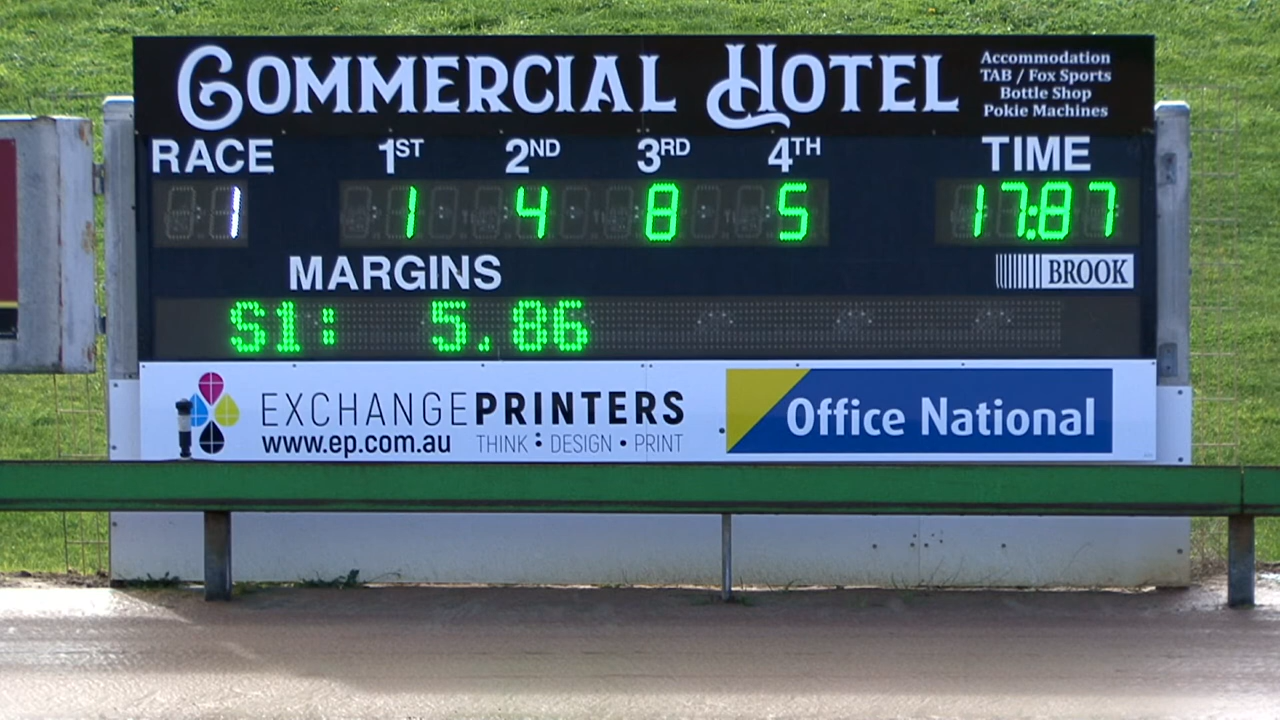 COMMERCIAL HOTEL
Accommodation
TAB / Fox Sports
Bottle Shop
Pokie Machines
RACE 1ST 2ND 3RD 4TH TIME
1 1 4 8 5 17:87
MARGINS
BROOK
S1: 5.86
EXCHANGEPRINTERS
www.ep.com.au THINK : DESIGN • PRINT
Office National